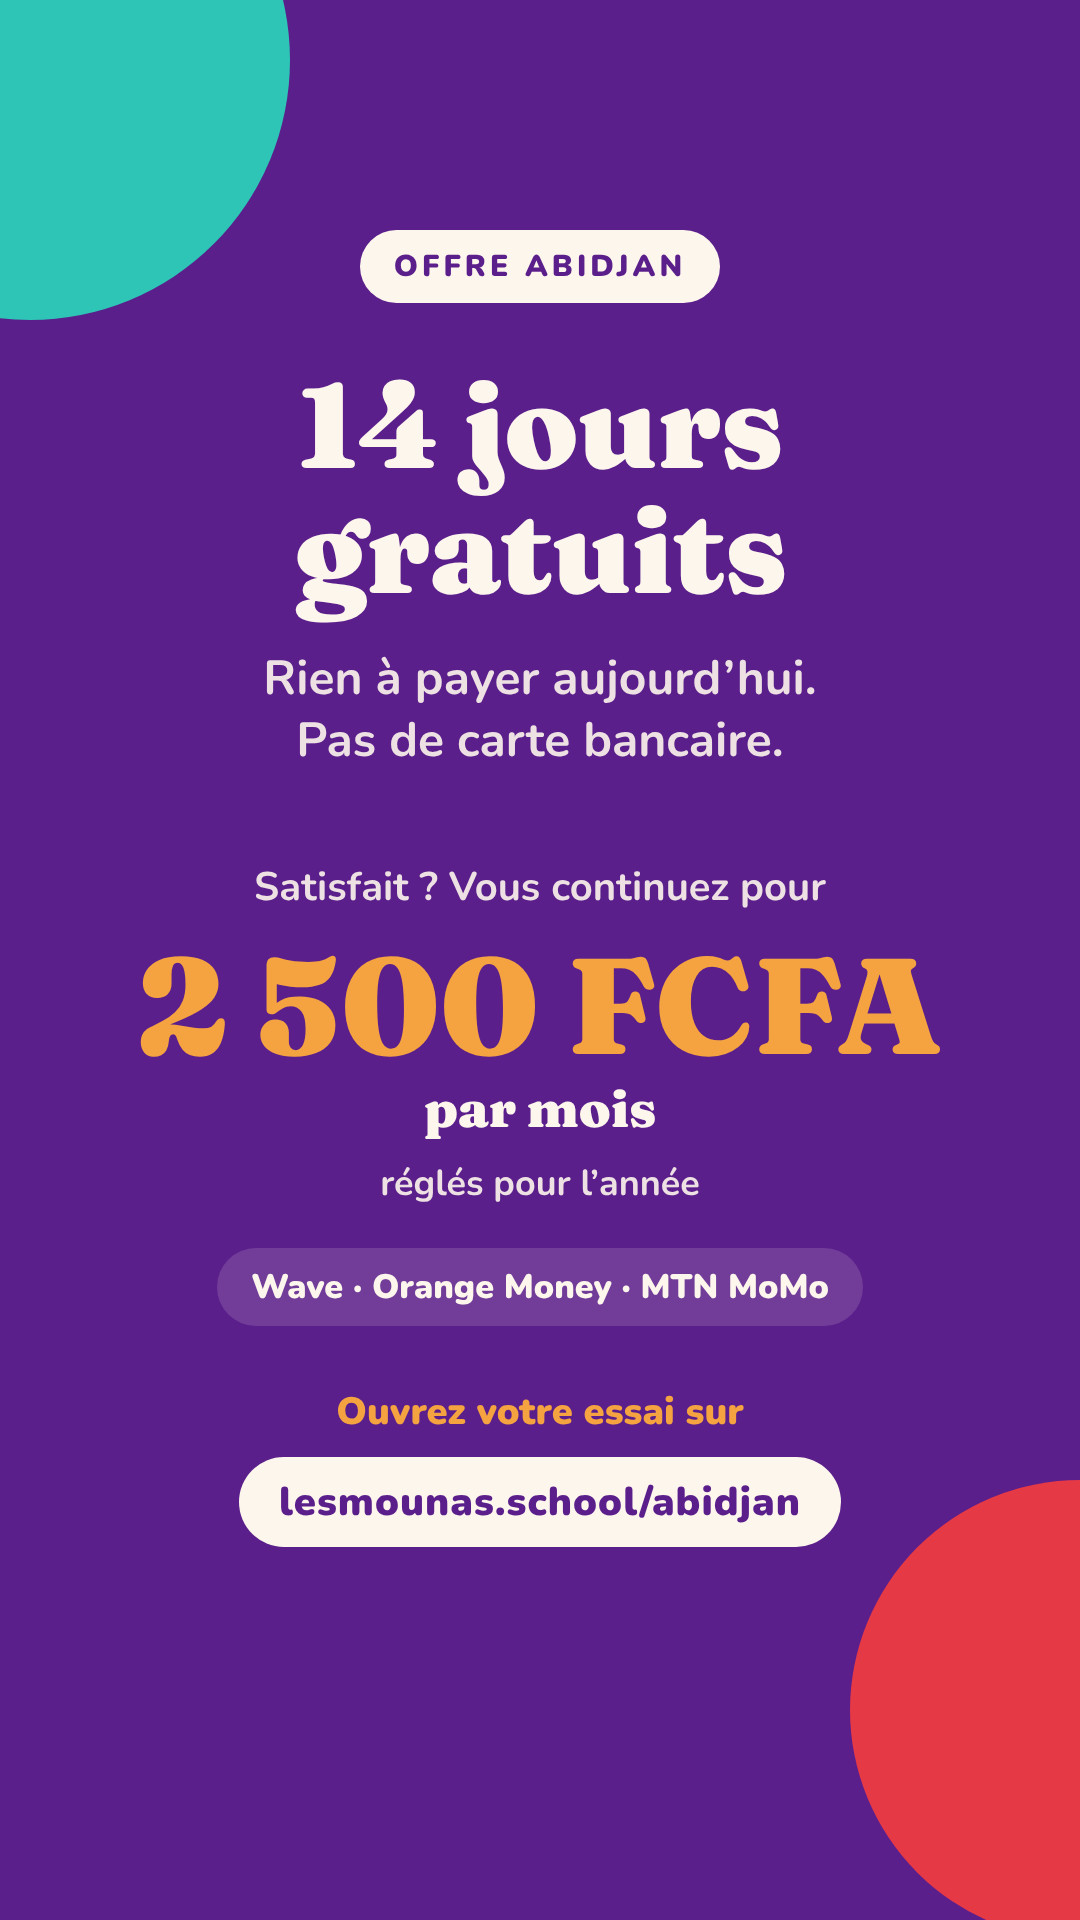 OFFRE ABIDJAN
14 jours
gratuits
Rien à payer aujourd’hui.
Pas de carte bancaire.
Satisfait ? Vous continuez pour
2 500 FCFA
par mois
réglés pour l’année
Wave · Orange Money · MTN MoMo
Ouvrez votre essai sur
lesmounas.school/abidjan